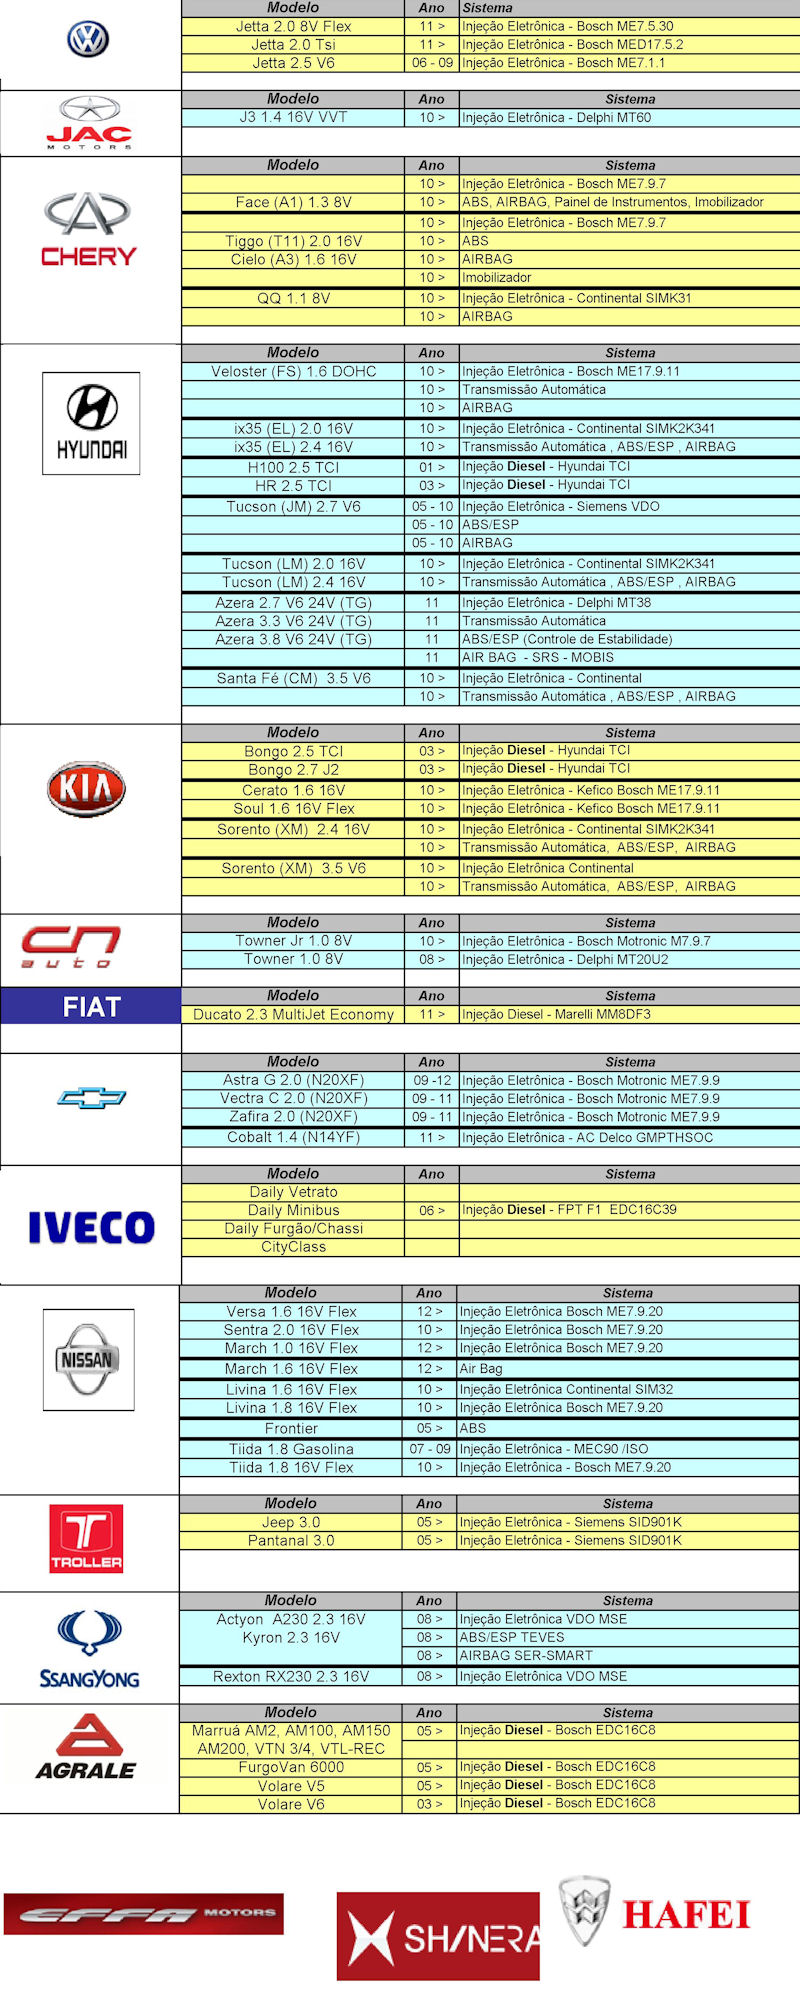 Modelo Ano Sistema
Jetta 2.0 8V Flex 11 > Injeção Eletrônica - Bosch ME7.5.30
Jetta 2.0 Tsi 11 > Injeção Eletrônica - Bosch MED17.5.2
Jetta 2.5 V6 06 - 09 Injeção Eletrônica - Bosch ME7.1.1
JAC
MOTORS
Modelo Ano Sistema
J3 1.4 16V VVT 10 > Injeção Eletrônica - Delphi MT60
CHERY
Modelo Ano Sistema
10 > Injeção Eletrônica - Bosch ME7.9.7
Face (A1) 1.3 8V 10 > ABS, AIRBAG, Painel de Instrumentos, Imobilizador
10 > Injeção Eletrônica - Bosch ME7.9.7
Tiggo (T11) 2.0 16V 10 > ABS
Cielo (A3) 1.6 16V 10 > AIRBAG
10 > Imobilizador
QQ 1.1 8V 10 > Injeção Eletrônica - Continental SIMK31
10 > AIRBAG
HYUNDAI
Modelo Ano Sistema
Veloster (FS) 1.6 DOHC 10 > Injeção Eletrônica - Bosch ME17.9.11
10 > Transmissão Automática
10 > AIRBAG
ix35 (EL) 2.0 16V 10 > Injeção Eletrônica - Continental SIMK2K341
ix35 (EL) 2.4 16V 10 > Transmissão Automática , ABS/ESP , AIRBAG
H100 2.5 TCI 01 > Injeção Diesel - Hyundai TCI
HR 2.5 TCI 03 > Injeção Diesel - Hyundai TCI
Tucson (JM) 2.7 V6 05 - 10 Injeção Eletrônica - Siemens VDO
05 - 10 ABS/ESP
05 - 10 AIRBAG
Tucson (LM) 2.0 16V 10 > Injeção Eletrônica - Continental SIMK2K341
Tucson (LM) 2.4 16V 10 > Transmissão Automática , ABS/ESP , AIRBAG
Azera 2.7 V6 24V (TG) 11 Injeção Eletrônica - Delphi MT38
Azera 3.3 V6 24V (TG) 11 Transmissão Automática
Azera 3.8 V6 24V (TG) 11 ABS/ESP (Controle de Estabilidade)
11 AIR BAG - SRS - MOBIS
Santa Fé (CM) 3.5 V6 10 > Injeção Eletrônica - Continental
10 > Transmissão Automática , ABS/ESP , AIRBAG
KIA
Modelo Ano Sistema
Bongo 2.5 TCI 03 > Injeção Diesel - Hyundai TCI
Bongo 2.7 J2 03 > Injeção Diesel - Hyundai TCI
Cerato 1.6 16V 10 > Injeção Eletrônica - Kefico Bosch ME17.9.11
Soul 1.6 16V Flex 10 > Injeção Eletrônica - Kefico Bosch ME17.9.11
Sorento (XM) 2.4 16V 10 > Injeção Eletrônica - Continental SIMK2K341
10 > Transmissão Automática, ABS/ESP, AIRBAG
Sorento (XM) 3.5 V6 10 > Injeção Eletrônica Continental
10 > Transmissão Automática, ABS/ESP, AIRBAG
cn
auto
Modelo Ano Sistema
Towner Jr 1.0 8V 10 > Injeção Eletrônica - Bosch Motronic M7.9.7
Towner 1.0 8V 08 > Injeção Eletrônica - Delphi MT20U2
FIAT
Modelo Ano Sistema
Ducato 2.3 MultiJet Economy 11 > Injeção Diesel - Marelli MM8DF3
Modelo Ano Sistema
Astra G 2.0 (N20XF) 09 -12 Injeção Eletrônica - Bosch Motronic ME7.9.9
Vectra C 2.0 (N20XF) 09 - 11 Injeção Eletrônica - Bosch Motronic ME7.9.9
Zafira 2.0 (N20XF) 09 - 11 Injeção Eletrônica - Bosch Motronic ME7.9.9
Cobalt 1.4 (N14YF) 11 > Injeção Eletrônica - AC Delco GMPTHSOC
IVECO
Modelo Ano Sistema
Daily Vetrato
Daily Minibus 06 > Injeção Diesel - FPT F1 EDC16C39
Daily Furgão/Chassi
CityClass
NISSAN
Modelo Ano Sistema
Versa 1.6 16V Flex 12 > Injeção Eletrônica Bosch ME7.9.20
Sentra 2.0 16V Flex 10 > Injeção Eletrônica Bosch ME7.9.20
March 1.0 16V Flex 12 > Injeção Eletrônica Bosch ME7.9.20
March 1.6 16V Flex 12 > Air Bag
Livina 1.6 16V Flex 10 > Injeção Eletrônica Continental SIM32
Livina 1.8 16V Flex 10 > Injeção Eletrônica Bosch ME7.9.20
Frontier 05 > ABS
Tiida 1.8 Gasolina 07 - 09 Injeção Eletrônica - MEC90 /ISO
Tiida 1.8 16V Flex 10 > Injeção Eletrônica - Bosch ME7.9.20
TROLLER
Modelo Ano Sistema
Jeep 3.0 05 > Injeção Eletrônica - Siemens SID901K
Pantanal 3.0 05 > Injeção Eletrônica - Siemens SID901K
SSANGYONG
Modelo Ano Sistema
Actyon A230 2.3 16V 08 > Injeção Eletrônica VDO MSE
Kyron 2.3 16V 08 > ABS/ESP TEVES
08 > AIRBAG SER-SMART
Rexton RX230 2.3 16V 08 > Injeção Eletrônica VDO MSE
AGRALE
Modelo Ano Sistema
Marruá AM2, AM100, AM150 05 > Injeção Diesel - Bosch EDC16C8
AM200, VTN 3/4, VTL-REC
FurgoVan 6000 05 > Injeção Diesel - Bosch EDC16C8
Volare V5 05 > Injeção Diesel - Bosch EDC16C8
Volare V6 03 > Injeção Diesel - Bosch EDC16C8
EFFA MOTORS
SHINERA
HAFEI